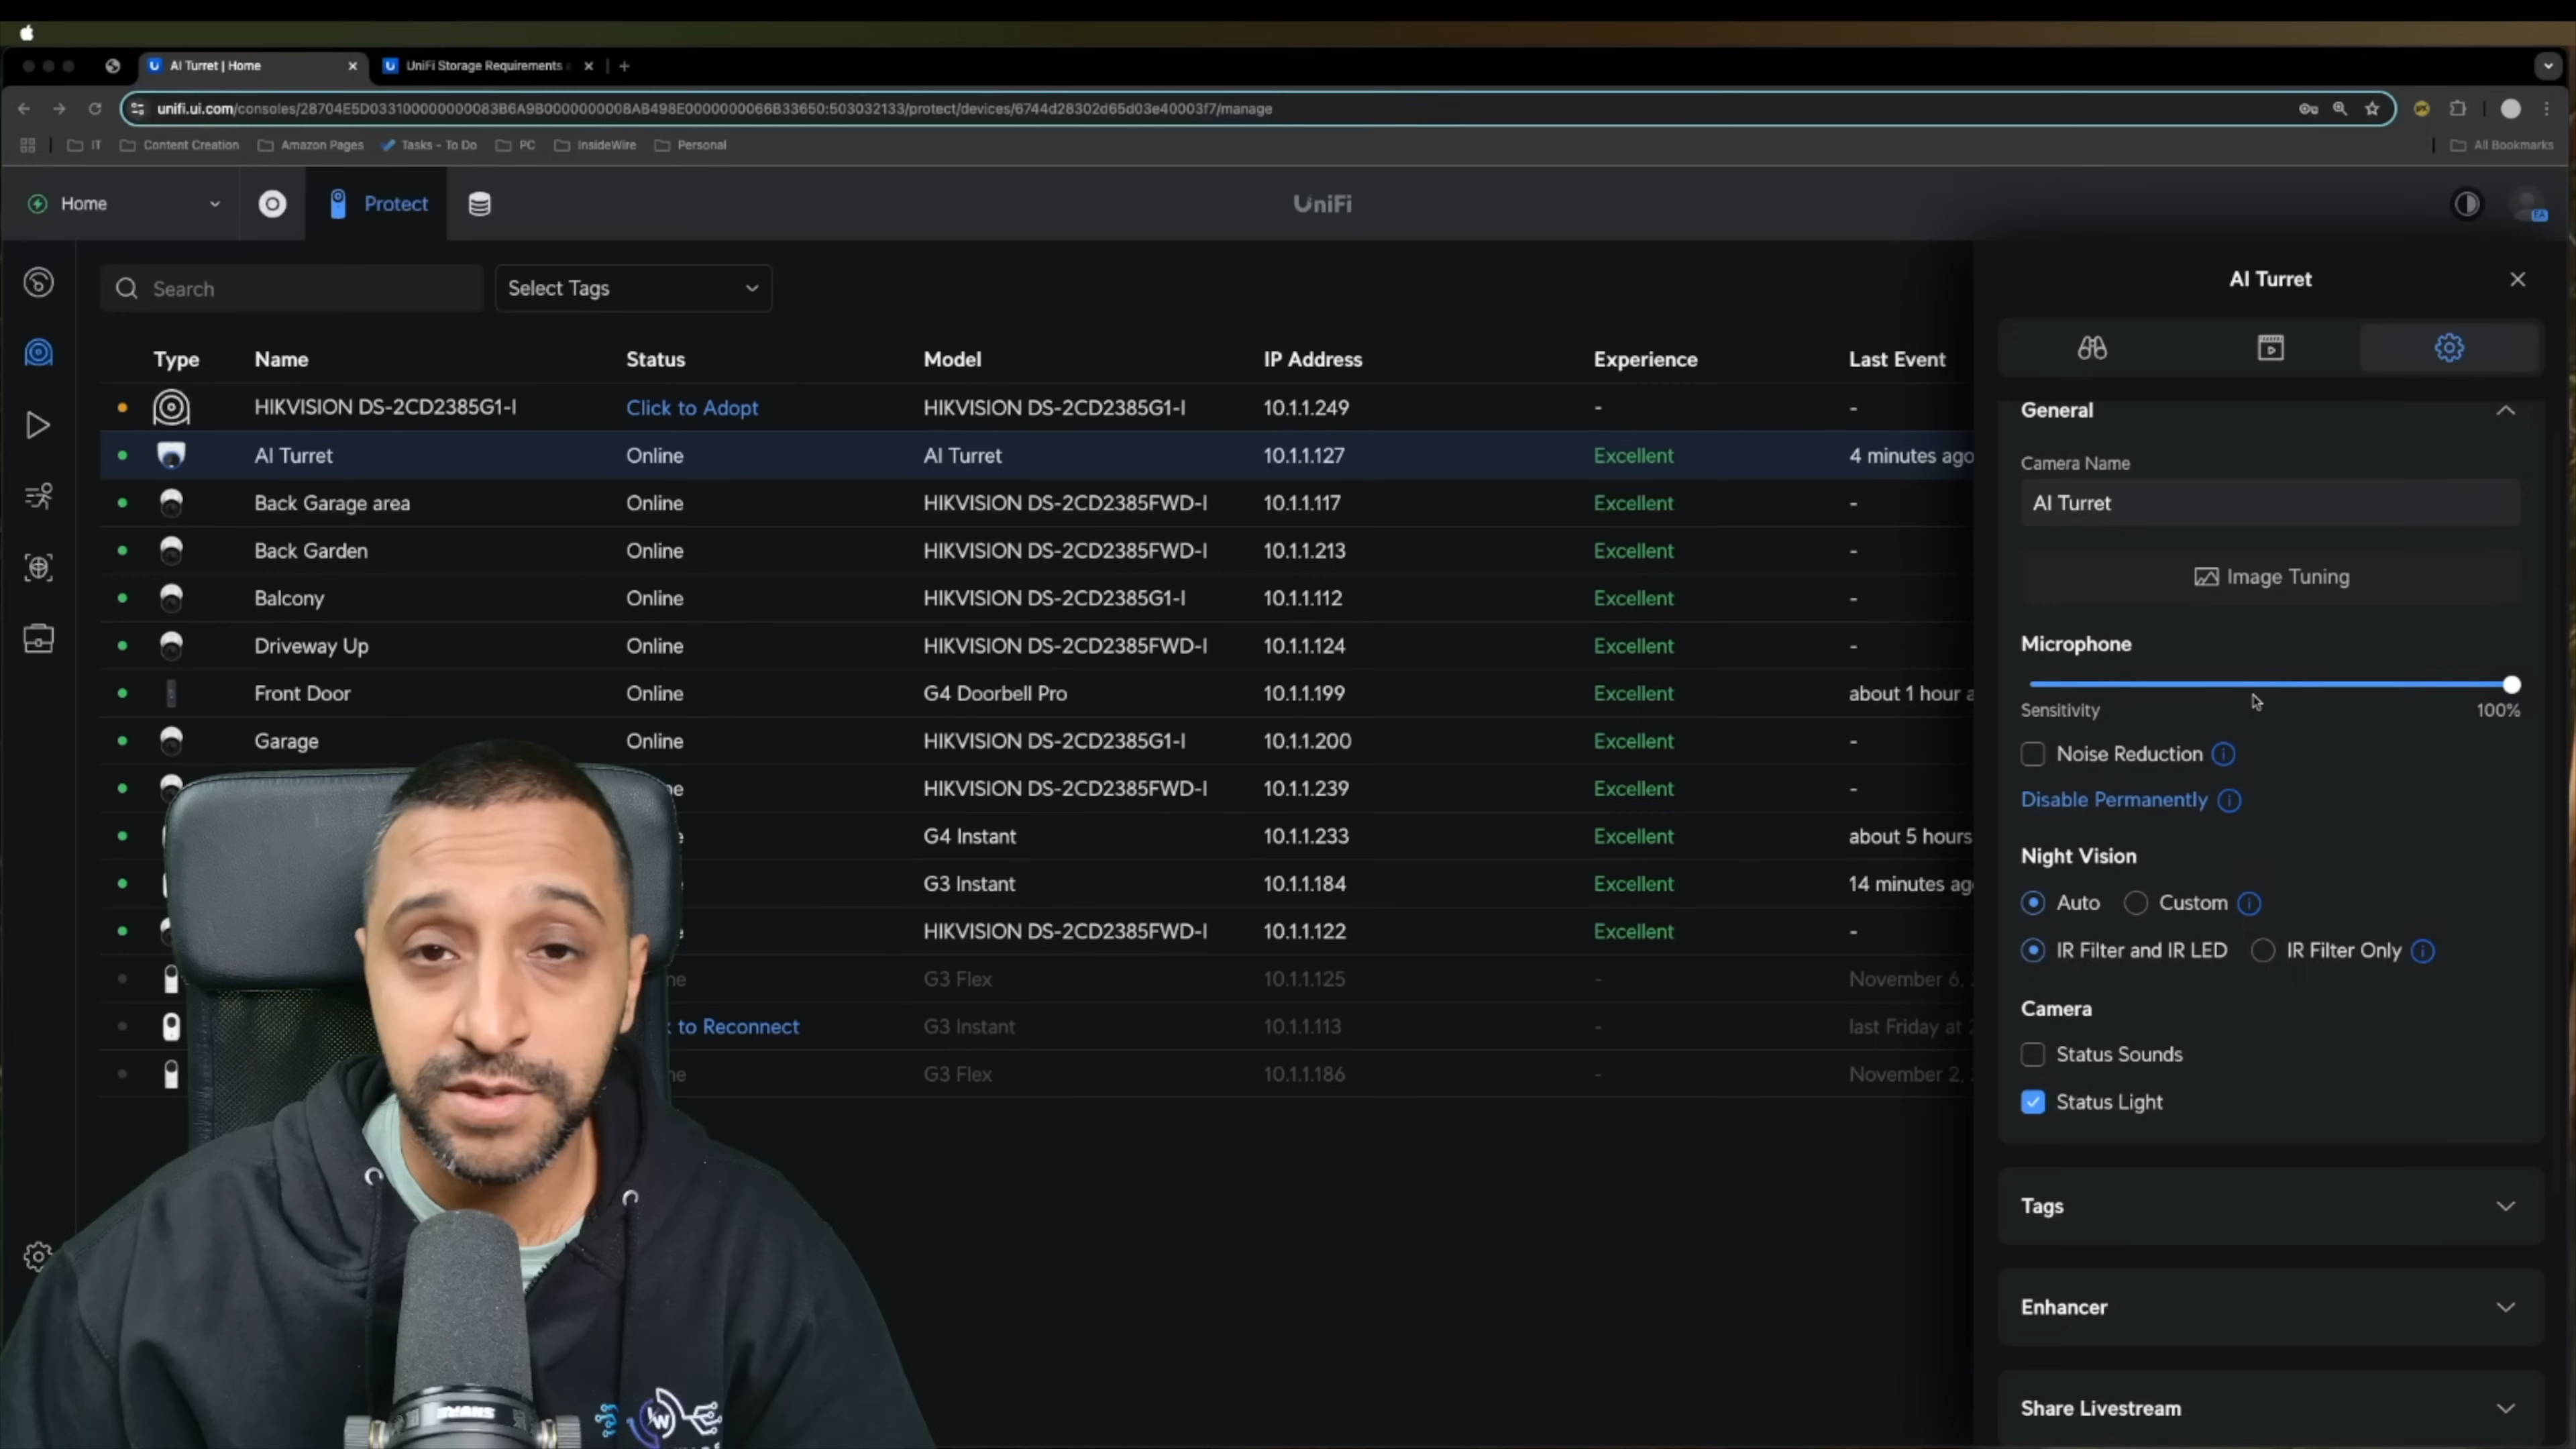 AI Turret | Home
UniFi Storage Requirements
unifi.ui.com/consoles/28704E5D0331000000000083B6A9B0000000008AB498E0000000066B33650:503032133/protect/devices/6744d28302d65d03e40003f7/manage
IT Content Creation Amazon Pages Tasks - To Do PC InsideWire Personal All Bookmarks
Home Protect UniFi EA
Search Select Tags
Type Name Status Model IP Address Experience Last Event
HIKVISION DS-2CD2385G1-I Click to Adopt HIKVISION DS-2CD2385G1-I 10.1.1.249 - -
AI Turret Online AI Turret 10.1.1.127 Excellent 4 minutes ago
Back Garage area Online HIKVISION DS-2CD2385FWD-I 10.1.1.117 Excellent -
Back Garden Online HIKVISION DS-2CD2385FWD-I 10.1.1.213 Excellent -
Balcony Online HIKVISION DS-2CD2385G1-I 10.1.1.112 Excellent -
Driveway Up Online HIKVISION DS-2CD2385FWD-I 10.1.1.124 Excellent -
Front Door Online G4 Doorbell Pro 10.1.1.199 Excellent about 1 hour a
Garage Online HIKVISION DS-2CD2385G1-I 10.1.1.200 Excellent -
ne HIKVISION DS-2CD2385FWD-I 10.1.1.239 Excellent -
e G4 Instant 10.1.1.233 Excellent about 5 hours
e G3 Instant 10.1.1.184 Excellent 14 minutes ag
e HIKVISION DS-2CD2385FWD-I 10.1.1.122 Excellent -
ne G3 Flex 10.1.1.125 - November 6,
to Reconnect G3 Instant 10.1.1.113 - last Friday at 2
ne G3 Flex 10.1.1.186 - November 2,
AI Turret
General
Camera Name
AI Turret
Image Tuning
Microphone
Sensitivity 100%
Noise Reduction
Disable Permanently
Night Vision
Auto Custom
IR Filter and IR LED IR Filter Only
Camera
Status Sounds
Status Light
Tags
Enhancer
Share Livestream
SHURE